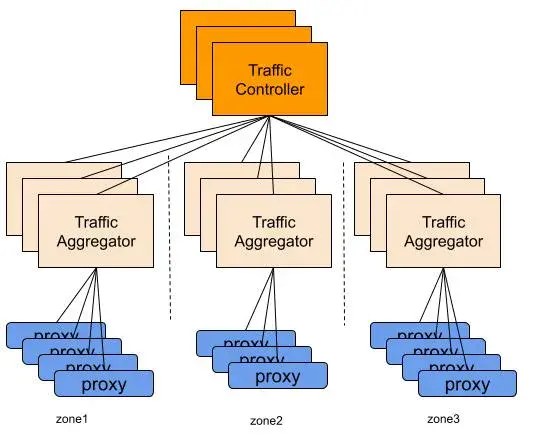 Traffic
Controller
Traffic
Aggregator
Traffic
Aggregator
Traffic
Aggregator
proxy
proxy
proxy
proxy
proxy
proxy
proxy
proxy
proxy
proxy
proxy
zone1
zone2
zone3